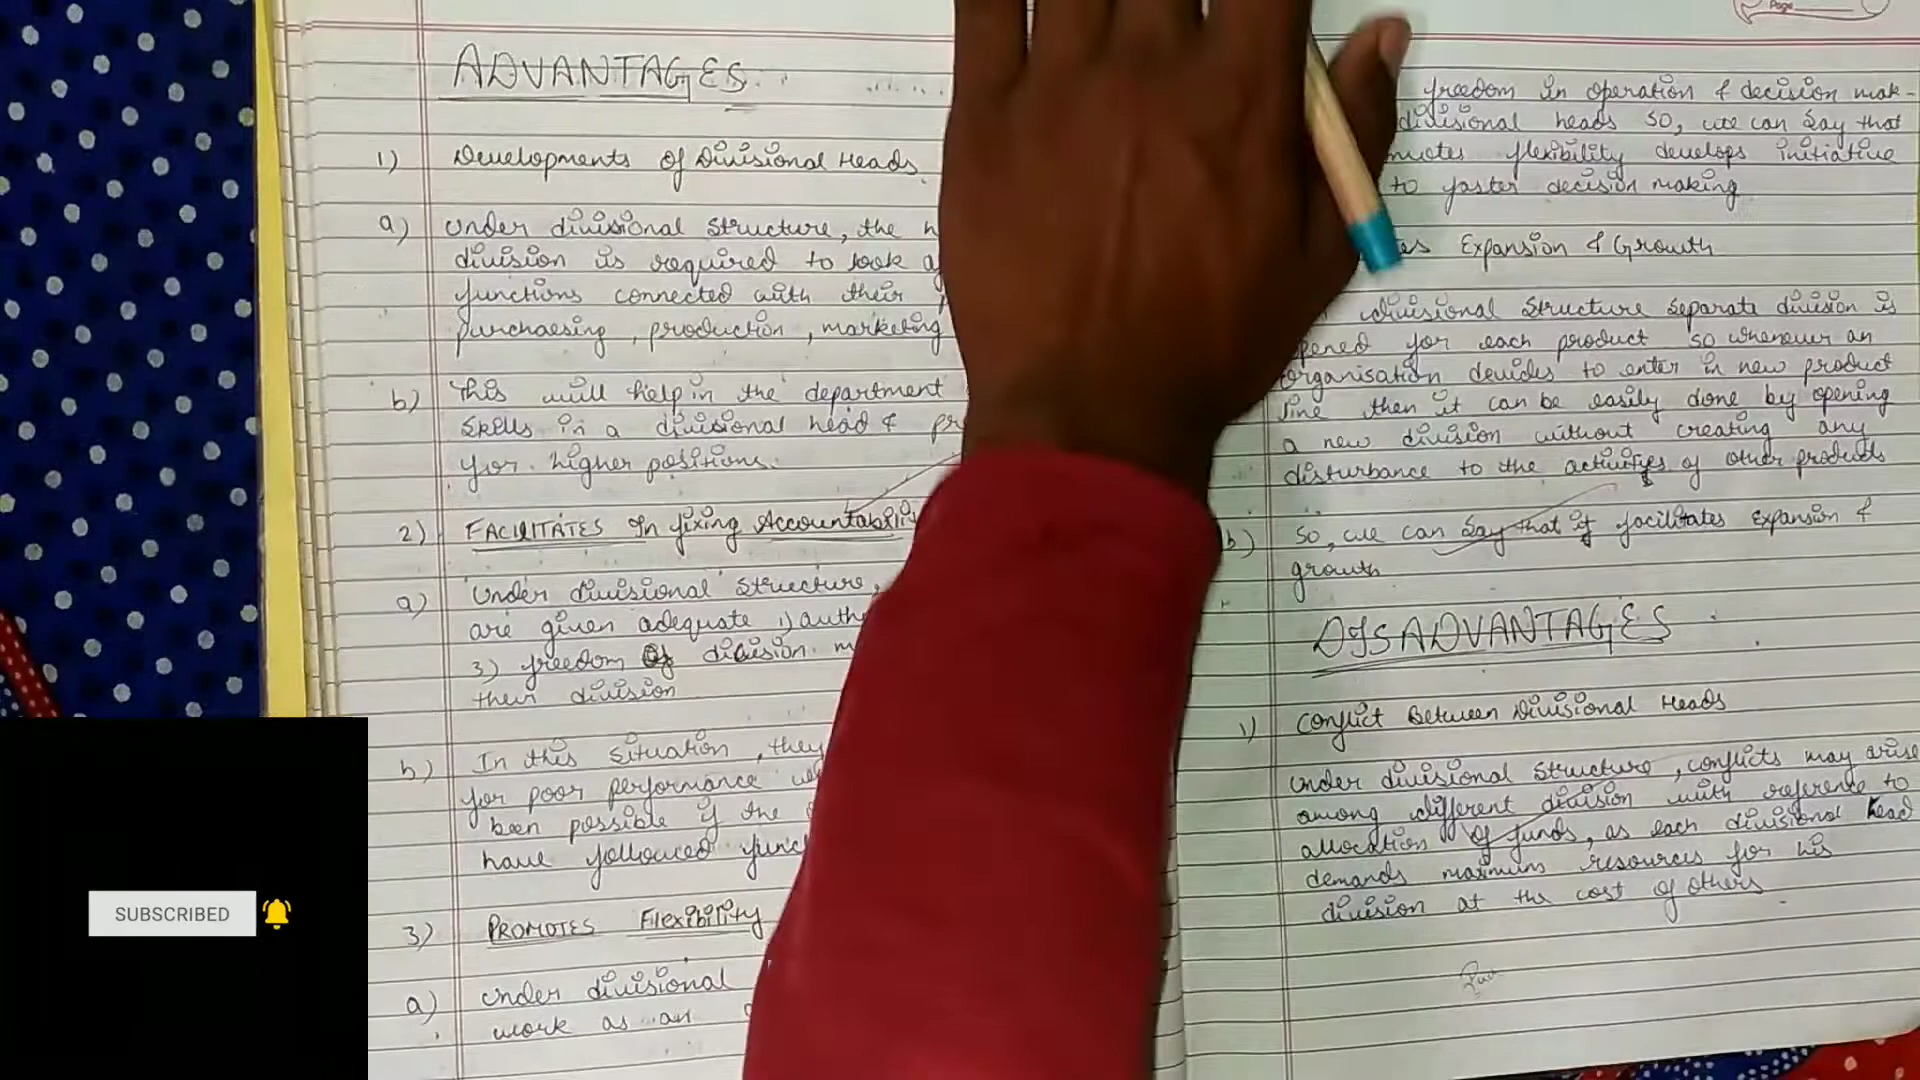 ADVANTAGES
1) Developments of Divisional Heads
a) Under divisional structure, the
division is required to look
functions connected with their
purchaesing, production, marketing
b) This will help in the department
skells in a divisional head &
for higher positions.
2) FACILITATES In fixing Accountabili
a) Under divisional structure,
are given adequate 1) auth
3) freedom of dicision m
their division
b) In this situation, they
for poor performance
been possible if the
have followed func
3) PROMOTES Flexibility
a) Under divisional
work as an
Page
freedom in operation & decision mak-
divisional heads so, we can say that
motes flexibility develops initiative
to faster decision making
es Expansion & Growth
divisional structure separate division is
opened for each product so whenever an
organisation decides to enter in new product
line then it can be easily done by opening
a new division without creating any
disturbance to the activities of other products
b) so, we can say that it facilitates expansion &
growth
DISADVANTAGES
1) Conflict Between Divisional Heads
Under divisional structure, conflicts may arise
among different division with reference to
allocation of funds, as each divisional head
demands maximum resources for his
division at the cost of others
SUBSCRIBED